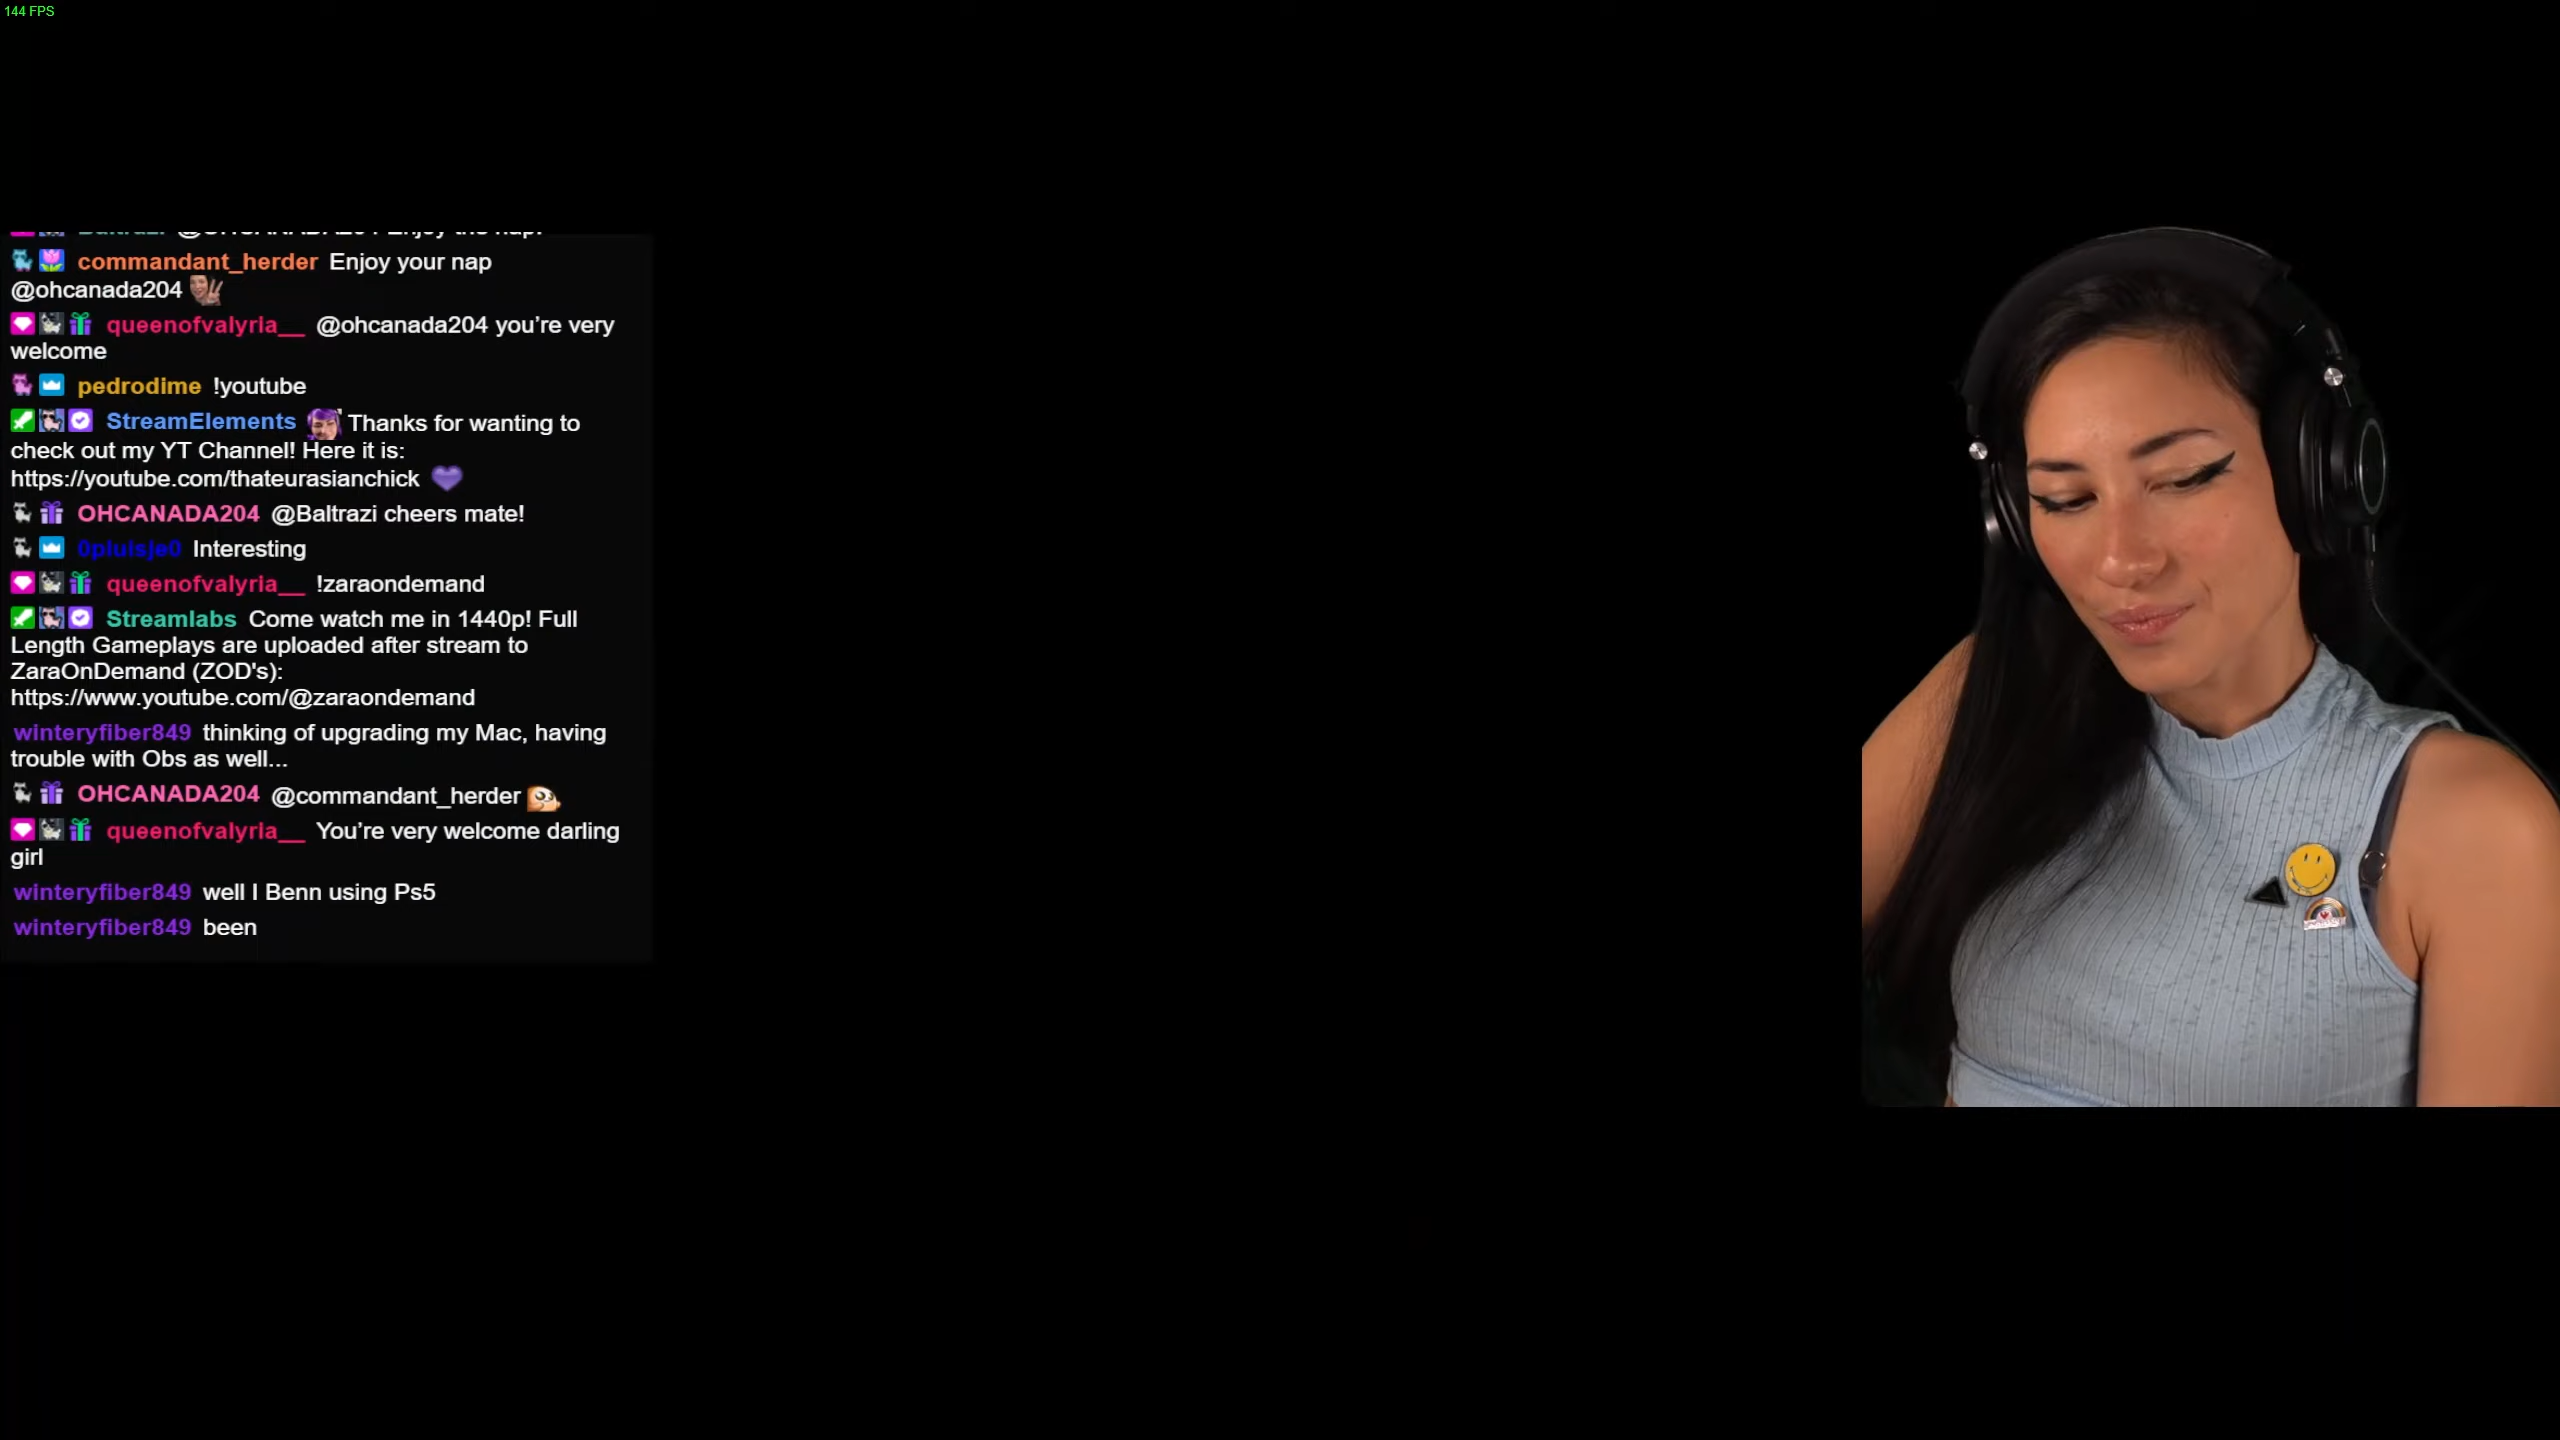 144 FPS
commandant_herder Enjoy your nap
@ohcanada204
queenofvalyria__ @ohcanada204 you’re very
welcome
pedrodime !youtube
StreamElements Thanks for wanting to
check out my YT Channel! Here it is:
https://youtube.com/thateurasianchick
OHCANADA204 @Baltrazi cheers mate!
0pluisje0 Interesting
queenofvalyria__ !zaraondemand
Streamlabs Come watch me in 1440p! Full
Length Gameplays are uploaded after stream to
ZaraOnDemand (ZOD's):
https://www.youtube.com/@zaraondemand
winteryfiber849 thinking of upgrading my Mac, having
trouble with Obs as well...
OHCANADA204 @commandant_herder
queenofvalyria__ You’re very welcome darling
girl
winteryfiber849 well I Benn using Ps5
winteryfiber849 been